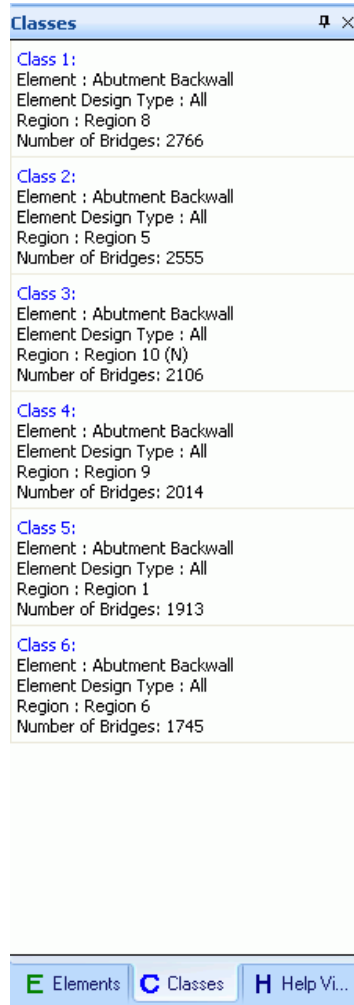 Classes
Class 1:
Element : Abutment Backwall
Element Design Type : All
Region : Region 8
Number of Bridges: 2766
Class 2:
Element : Abutment Backwall
Element Design Type : All
Region : Region 5
Number of Bridges: 2555
Class 3:
Element : Abutment Backwall
Element Design Type : All
Region : Region 10 (N)
Number of Bridges: 2106
Class 4:
Element : Abutment Backwall
Element Design Type : All
Region : Region 9
Number of Bridges: 2014
Class 5:
Element : Abutment Backwall
Element Design Type : All
Region : Region 1
Number of Bridges: 1913
Class 6:
Element : Abutment Backwall
Element Design Type : All
Region : Region 6
Number of Bridges: 1745
E Elements C Classes H Help Vi...